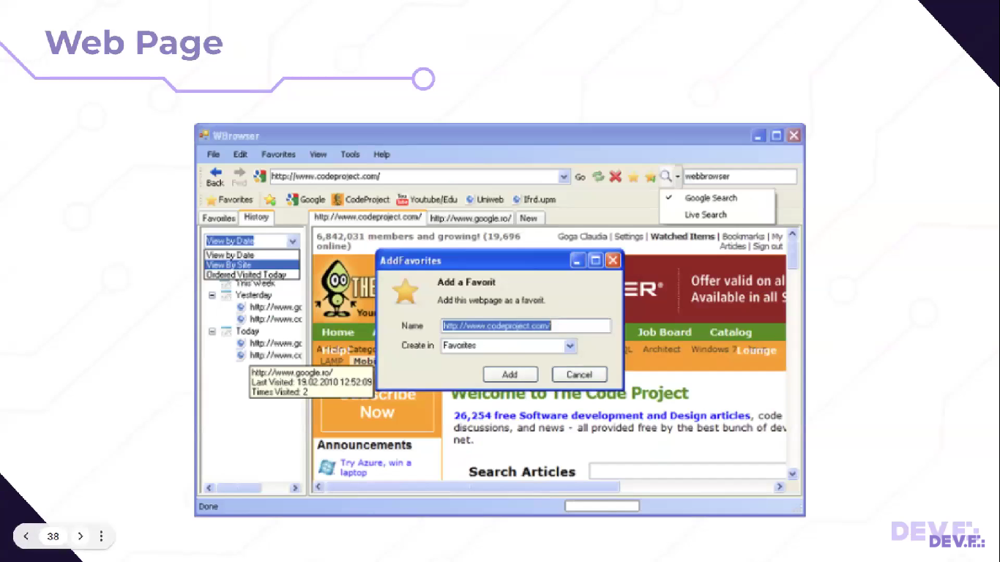 Web Page
WBrowser
File Edit Favorites View Tools Help
Back Fwd http://www.codeproject.com/ Go webbrowser
Favorites Google CodeProject Youtube/Edu Uniweb Ifrd.upm
Google Search
Live Search
Favorites History http://www.codeproject.com/ http://www.google.ro/ New
View by Date
View by Date
View By Site
Ordered Visited Today
This week
Yesterday
http://www.gc
http://www.cc
Today
http://www.gc
http://www.cc
http://www.google.ro/
Last Visited: 19.02.2010 12:52:09
Times Visited: 2
6,842,031 members and growing! (19,696
online)
Goga Claudia | Settings | Watched Items | Bookmarks | My
Articles | Sign out
THE
Your
ER®
Offer valid on al
Available in all S
Home
Job Board Catalog
Help!
LAMP Mobi
QL Architect Windows 7
Lounge
AddFavorites
Add a Favorit
Add this webpage as a favorit.
Name http://www.codeproject.com/
Create in Favorites
Add Cancel
Subscribe
Now
Announcements
Try Azure, win a
laptop
Welcome to The Code Project
26,254 free Software development and Design articles, code
discussions, and news - all provided free by the best bunch of dev
net.
Search Articles
Done
38
DEV.F
DEV.F.